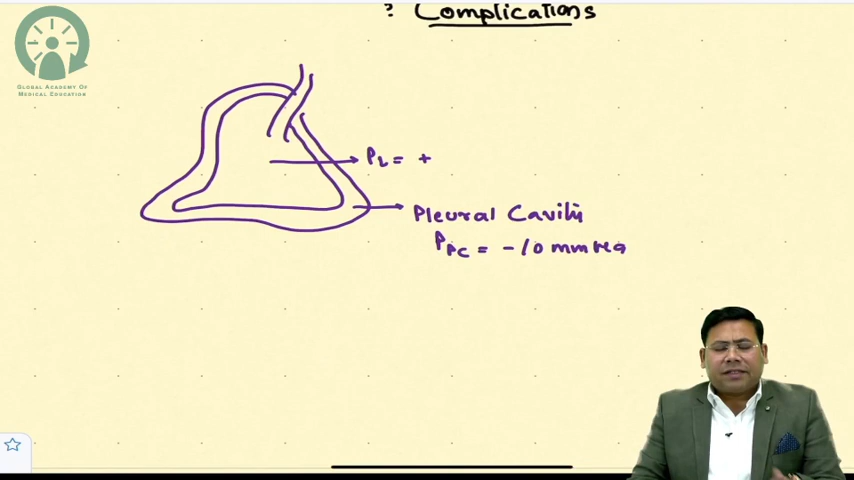 ? Complications
GLOBAL ACADEMY OF
MEDICAL EDUCATION
PL = +
Pleural Cavity
PPC = -10 mmHg